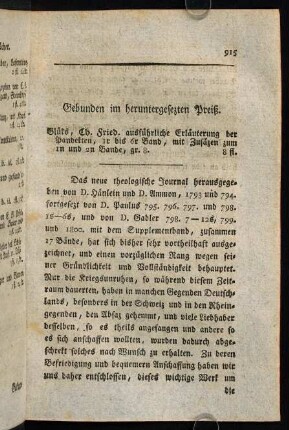 915
Gebunden im heruntergesezten Preiß.
Glüks, Ch. Fried. ausführliche Erläuterung der
Pandekten, 1r bis 6r Band, mit Zusäzen zum
1n und 2n Bande, gr. 8. 8 fl.
Das neue theologische Journal herausgege-
ben von D. Hänlein und D. Ammon, 1793 und 794.
fortgesezt von D. Paulus 795. 796. 797. und 798.
1s—6s, und von D. Gabler 798. 7—12s, 799.
und 1800. mit dem Supplementband, zusammen
17 Bände, hat sich bisher sehr vortheilhaft ausge-
zeichnet, und einen vorzüglichen Rang wegen sei-
ner Gründlichkeit und Vollständigkeit behauptet.
Nur die Kriegsunruhen, so während diesem Zeit-
raum dauerten, haben in manchen Gegenden Deutsch-
lands, besonders in der Schweiz und in den Rhein-
gegenden, den Absaz gehemmt, und viele Liebhaber
desselben, so es theils angefangen und andere so
es sich anschaffen wollten, wurden dadurch abge-
schrekt solches nach Wunsch zu erhalten. Zu deren
Befriedigung und bequemern Anschaffung haben wir
uns daher entschlossen, dieses wichtige Werk um
die